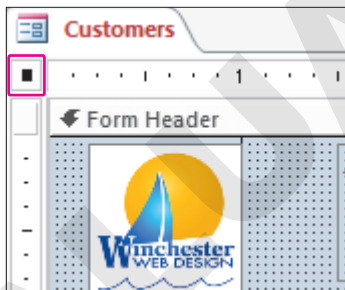 Customers
1
Form Header
Winchester
WEB DESIGN